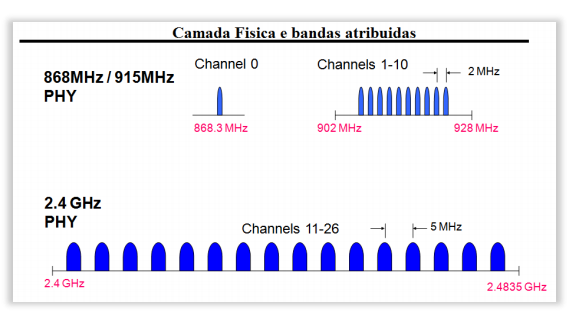 Camada Fisica e bandas atribuidas
Channel 0
Channels 1-10
2 MHz
868MHz / 915MHz
PHY
868.3 MHz
902 MHz
928 MHz
2.4 GHz
PHY
Channels 11-26
5 MHz
2.4 GHz
2.4835 GHz